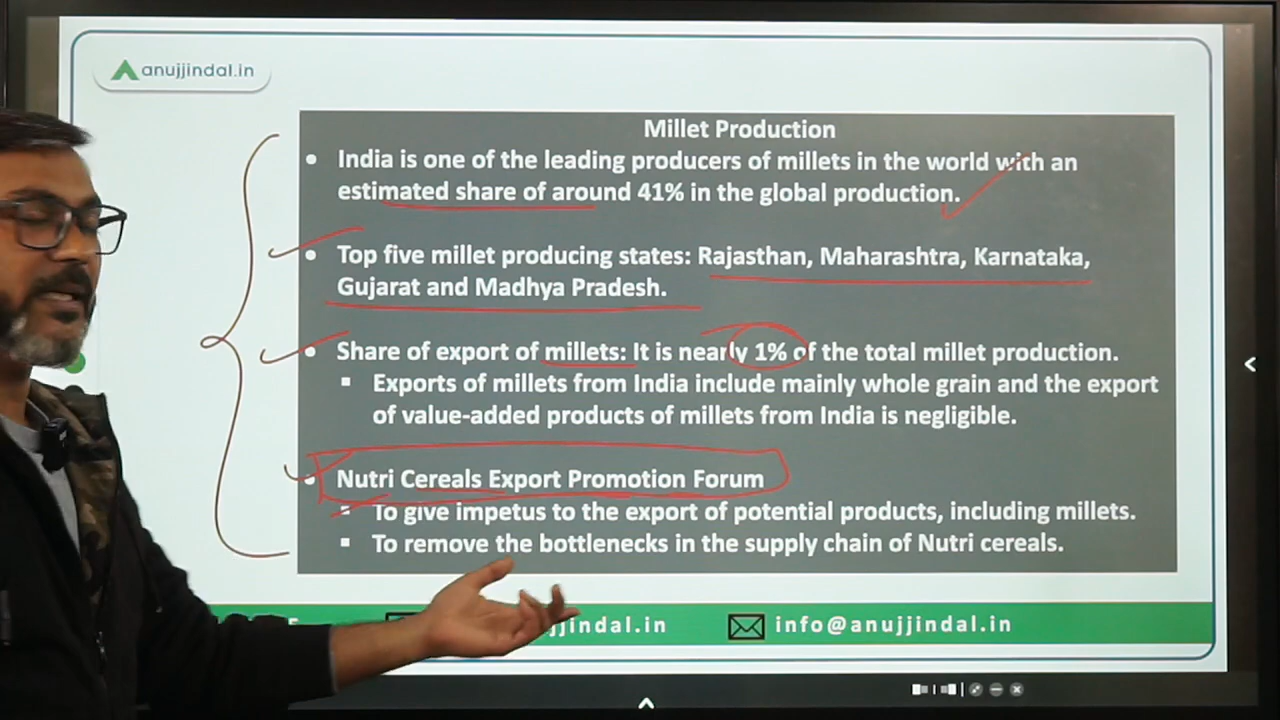 anujjindal.in
Millet Production
• India is one of the leading producers of millets in the world with an
estimated share of around 41% in the global production.
• Top five millet producing states: Rajasthan, Maharashtra, Karnataka,
Gujarat and Madhya Pradesh.
• Share of export of millets: It is nearly 1% of the total millet production.
▪ Exports of millets from India include mainly whole grain and the export
of value-added products of millets from India is negligible.
• Nutri Cereals Export Promotion Forum
▪ To give impetus to the export of potential products, including millets.
▪ To remove the bottlenecks in the supply chain of Nutri cereals.
jjindal.in info@anujjindal.in